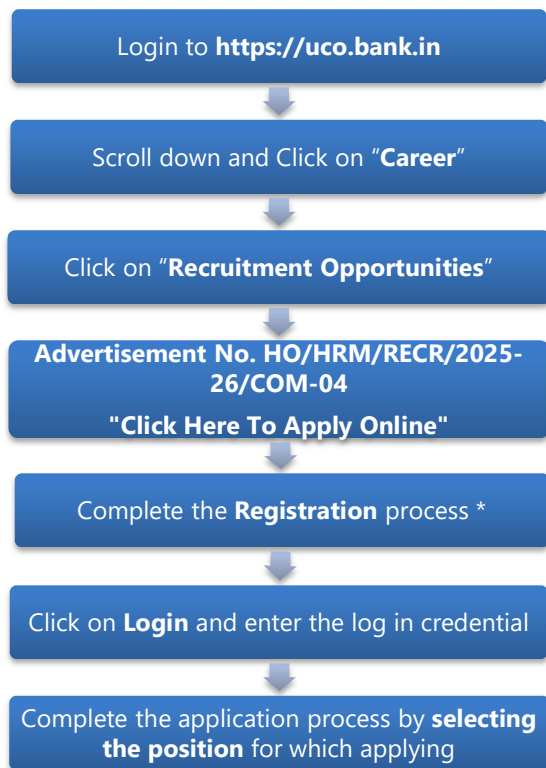 Login to https://uco.bank.in
Scroll down and Click on “Career”
Click on “Recruitment Opportunities”
Advertisement No. HO/HRM/RECR/2025-
26/COM-04
"Click Here To Apply Online"
Complete the Registration process *
Click on Login and enter the log in credential
Complete the application process by selecting
the position for which applying